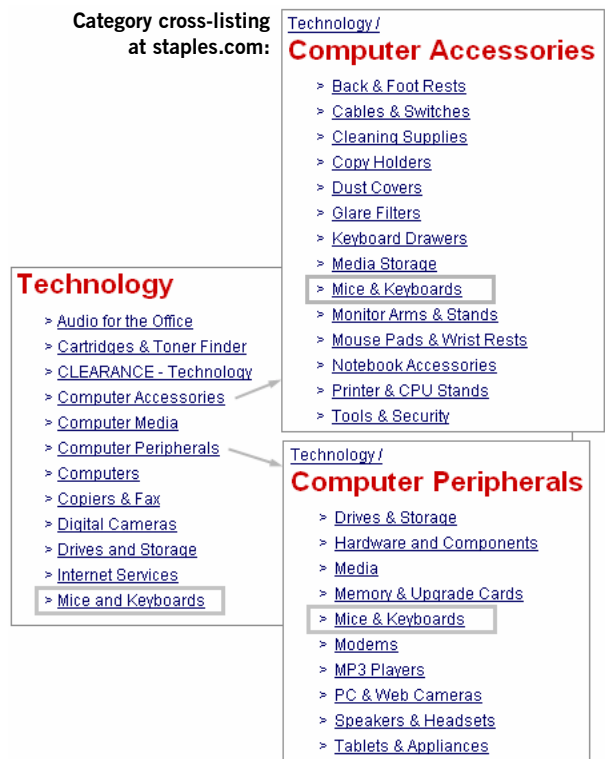 Category cross-listing
at staples.com:
Technology /
Computer Accessories
> Back & Foot Rests
> Cables & Switches
> Cleaning Supplies
> Copy Holders
> Dust Covers
> Glare Filters
> Keyboard Drawers
> Media Storage
> Mice & Keyboards
> Monitor Arms & Stands
> Mouse Pads & Wrist Rests
> Notebook Accessories
> Printer & CPU Stands
> Tools & Security
Technology
> Audio for the Office
> Cartridges & Toner Finder
> CLEARANCE - Technology
> Computer Accessories
> Computer Media
> Computer Peripherals
> Computers
> Copiers & Fax
> Digital Cameras
> Drives and Storage
> Internet Services
> Mice and Keyboards
Technology /
Computer Peripherals
> Drives & Storage
> Hardware and Components
> Media
> Memory & Upgrade Cards
> Mice & Keyboards
> Modems
> MP3 Players
> PC & Web Cameras
> Speakers & Headsets
> Tablets & Appliances